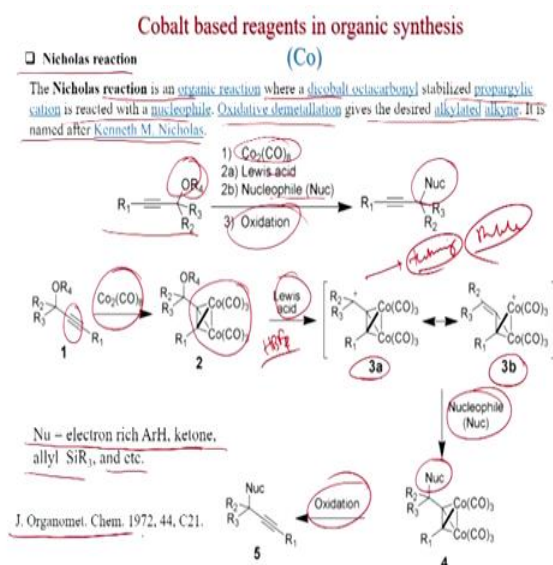 Cobalt based reagents in organic synthesis
(Co)
❑ Nicholas reaction
The Nicholas reaction is an organic reaction where a dicobalt octacarbonyl stabilized propargylic
cation is reacted with a nucleophile. Oxidative demetallation gives the desired alkylated alkyne. It is
named after Kenneth M. Nicholas.
1) Co₂(CO)₈
2a) Lewis acid
2b) Nucleophile (Nuc)
3) Oxidation
OR₄
R₁
R₃
R₂
Nuc
R₁
R₃
R₂
OR₄
R₂
R₃
R₁
1
Co₂(CO)₈
OR₄
R₂
R₃
Co(CO)₃
Co(CO)₃
R₁
2
Lewis
acid
HBF₄
R₂
+
R₃
Co(CO)₃
Co(CO)₃
R₁
3a
R₂
R₃
+
Co(CO)₃
Co(CO)₃
R₁
3b
Nucleophile
(Nuc)
Nu – electron rich ArH, ketone,
allyl SiR₃, and etc.
J. Organomet. Chem. 1972, 44, C21.
Nuc
R₂
R₃
R₁
5
Oxidation
Nuc
R₂
R₃
Co(CO)₃
Co(CO)₃
R₁
4